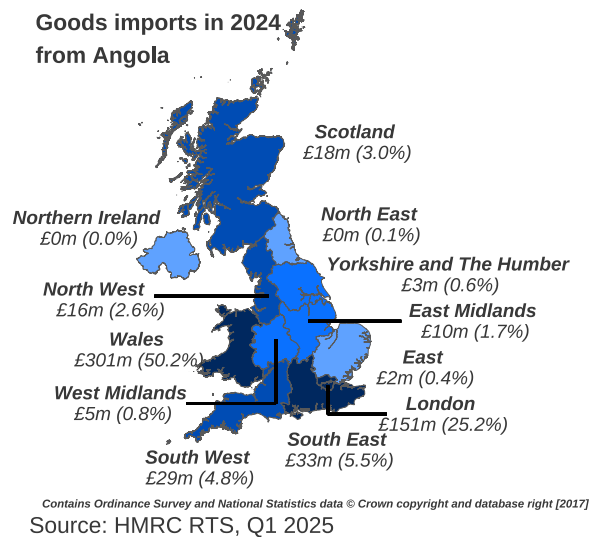 Goods imports in 2024
from Angola
Scotland
£18m (3.0%)
Northern Ireland
£0m (0.0%)
North East
£0m (0.1%)
Yorkshire and The Humber
£3m (0.6%)
North West
£16m (2.6%)
East Midlands
£10m (1.7%)
Wales
£301m (50.2%)
East
£2m (0.4%)
West Midlands
£5m (0.8%)
London
£151m (25.2%)
South East
£33m (5.5%)
South West
£29m (4.8%)
Contains Ordinance Survey and National Statistics data © Crown copyright and database right [2017]
Source: HMRC RTS, Q1 2025